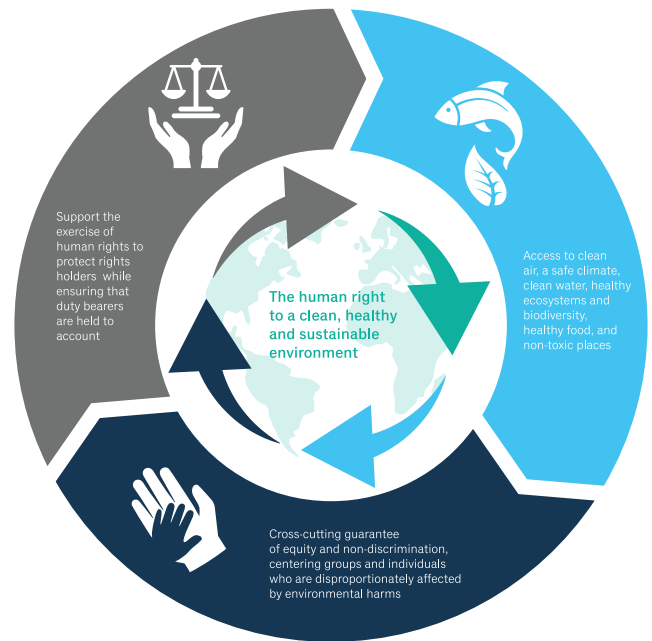 Support the
exercise of
human rights to
protect rights
holders while
ensuring that
duty bearers
are held to
account
The human right
to a clean, healthy
and sustainable
environment
Access to clean
air, a safe climate,
clean water, healthy
ecosystems and
biodiversity,
healthy food, and
non-toxic places
Cross-cutting guarantee
of equity and non-discrimination,
centering groups and individuals
who are disproportionately affected
by environmental harms